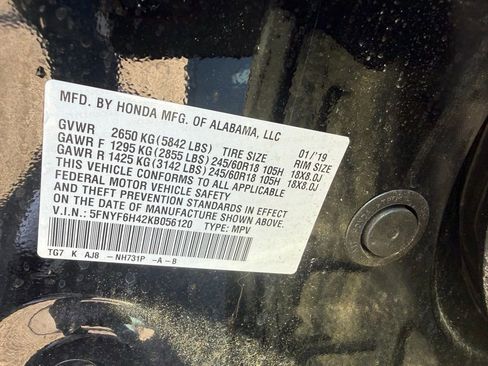 MFD. BY HONDA MFG. OF ALABAMA, LLC
GVWR 2650 KG (5842 LBS) TIRE SIZE 01/'19 RIM SIZE
GAWR F 1295 KG (2855 LBS) 245/60R18 105H 18X8.0J
GAWR R 1425 KG (3142 LBS) 245/60R18 105H 18X8.0J
THIS VEHICLE CONFORMS TO ALL APPLICABLE
FEDERAL MOTOR VEHICLE SAFETY
STANDARDS IN EFFECT
ON THE DATE OF MANUFACTURE SHOWN ABOVE.
V.I.N.: 5FNYF6H42KB056120 TYPE: MPV
TG7 K AJ8 -NH731P -A-B